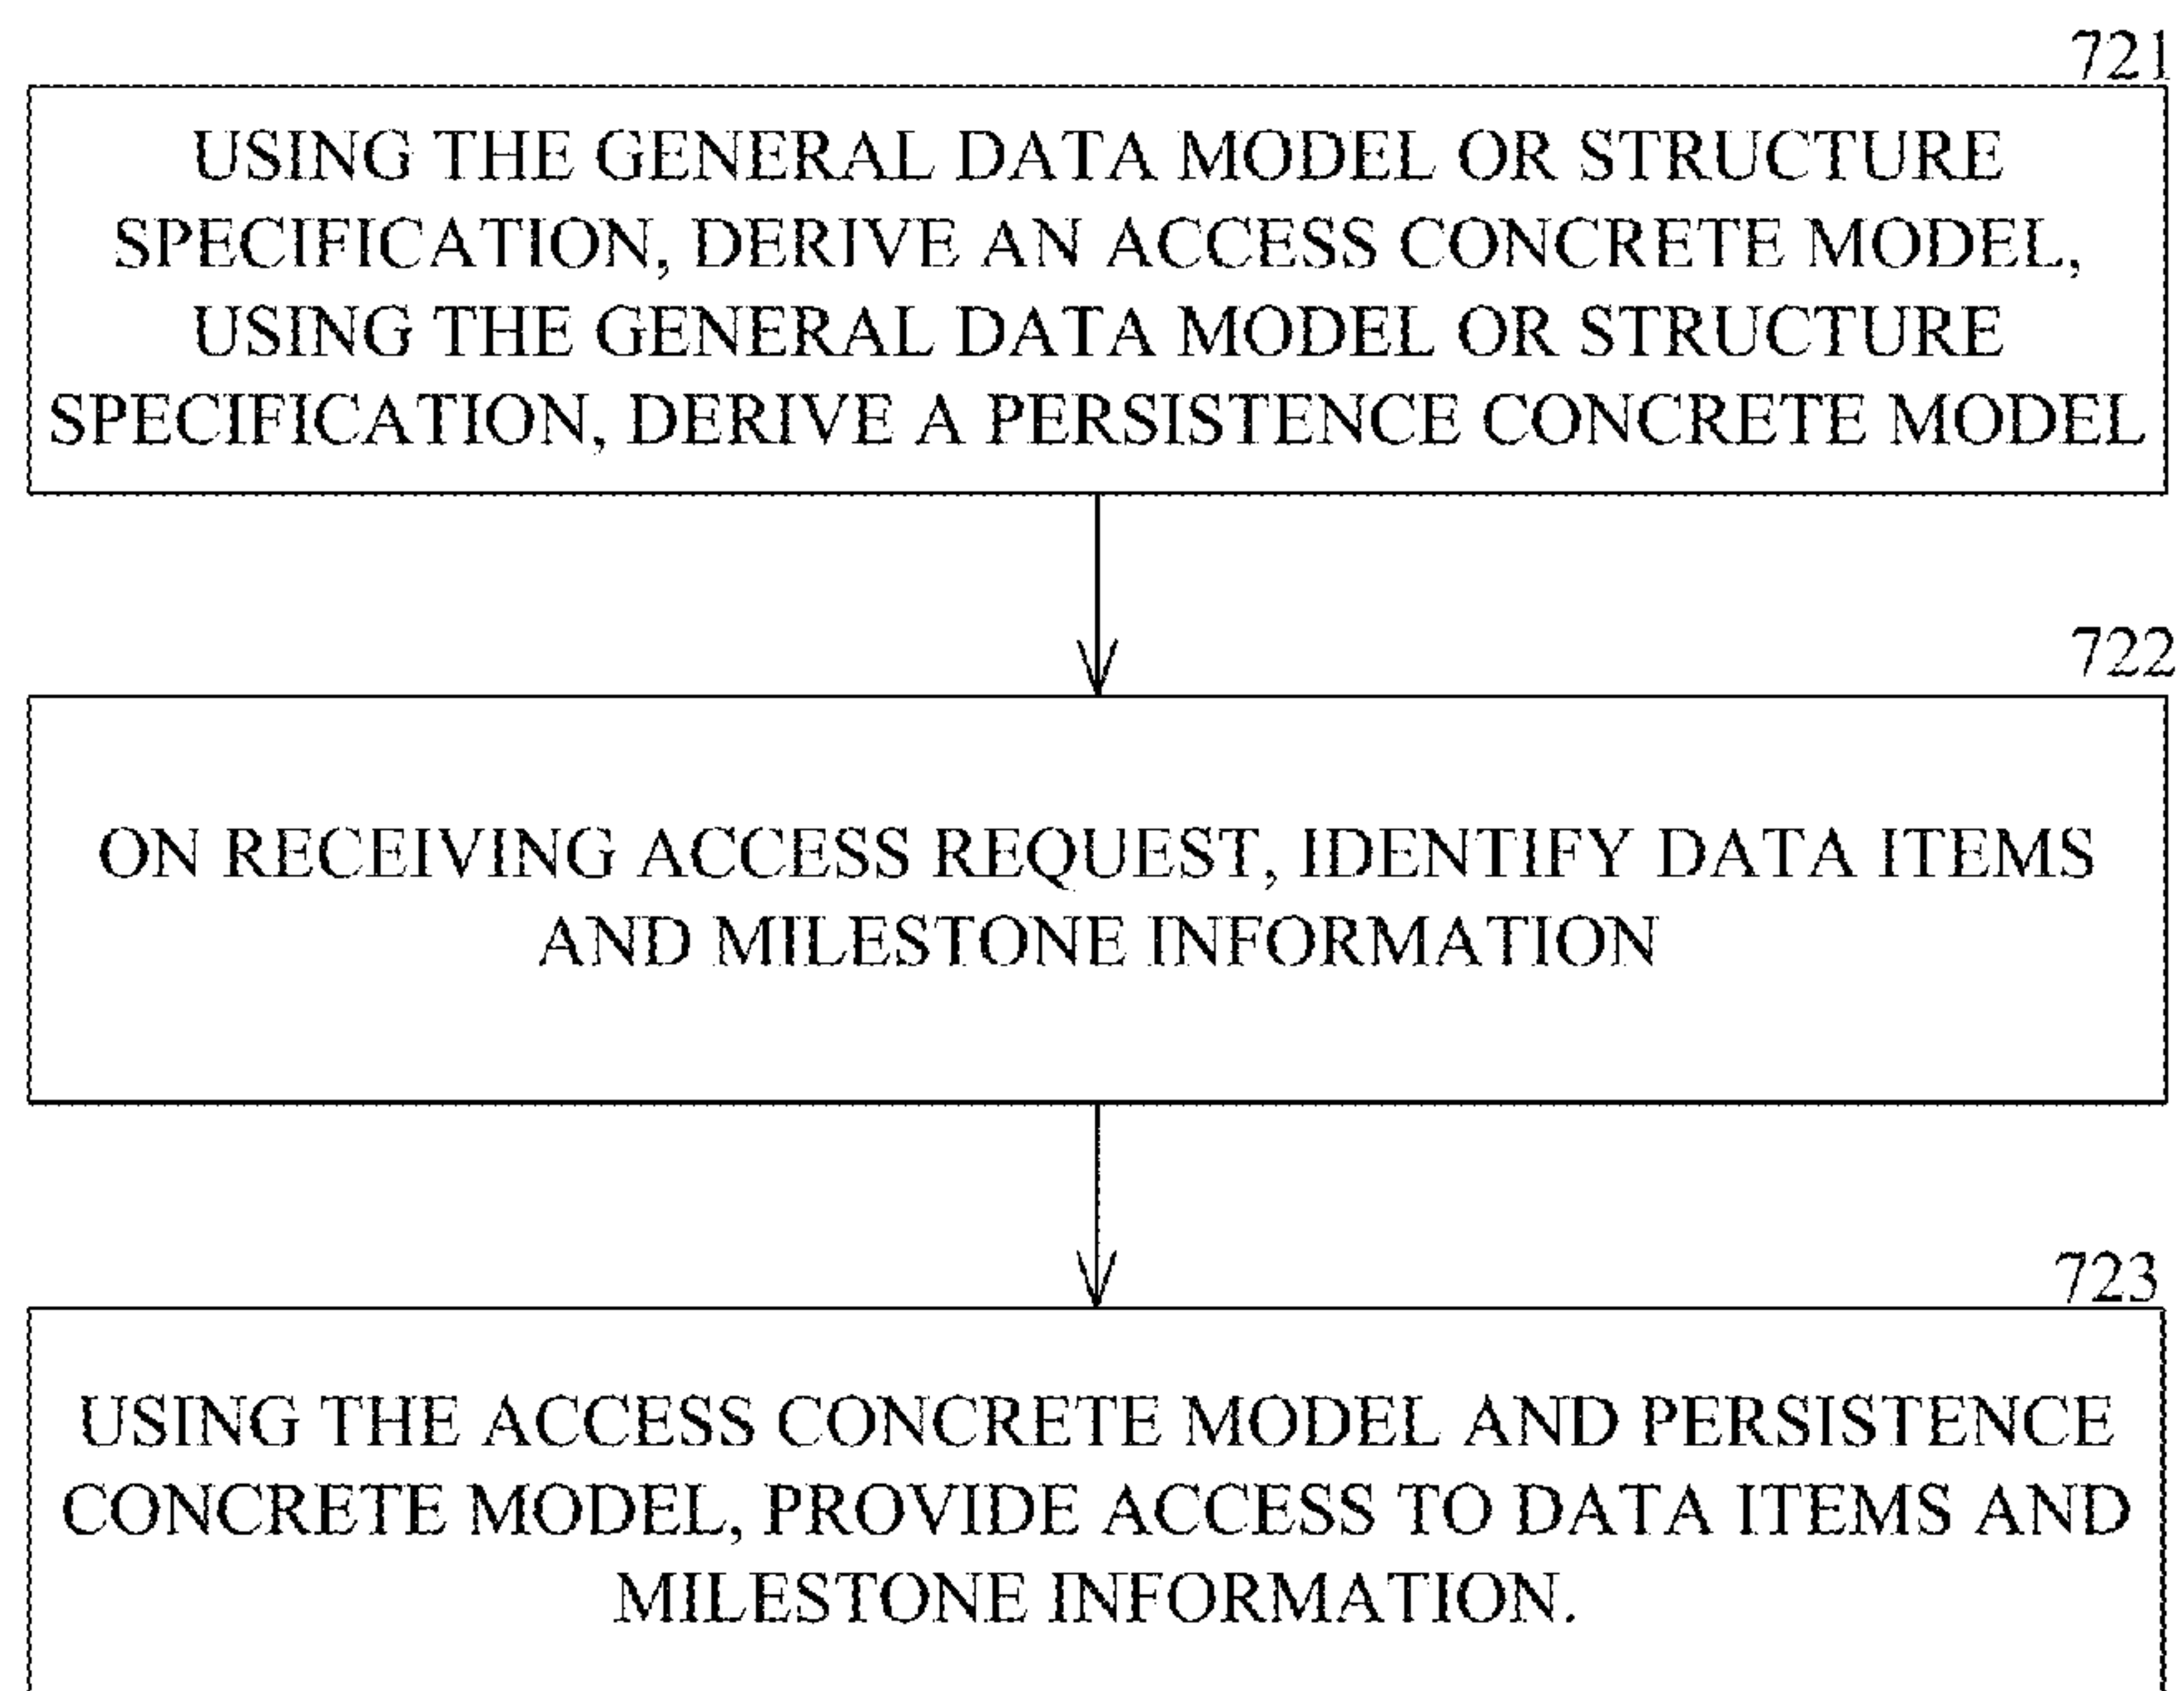 721
USING THE GENERAL DATA MODEL OR STRUCTURE
SPECIFICATION, DERIVE AN ACCESS CONCRETE MODEL,
USING THE GENERAL DATA MODEL OR STRUCTURE
SPECIFICATION, DERIVE A PERSISTENCE CONCRETE MODEL
722
ON RECEIVING ACCESS REQUEST, IDENTIFY DATA ITEMS
AND MILESTONE INFORMATION
723
USING THE ACCESS CONCRETE MODEL AND PERSISTENCE
CONCRETE MODEL, PROVIDE ACCESS TO DATA ITEMS AND
MILESTONE INFORMATION.